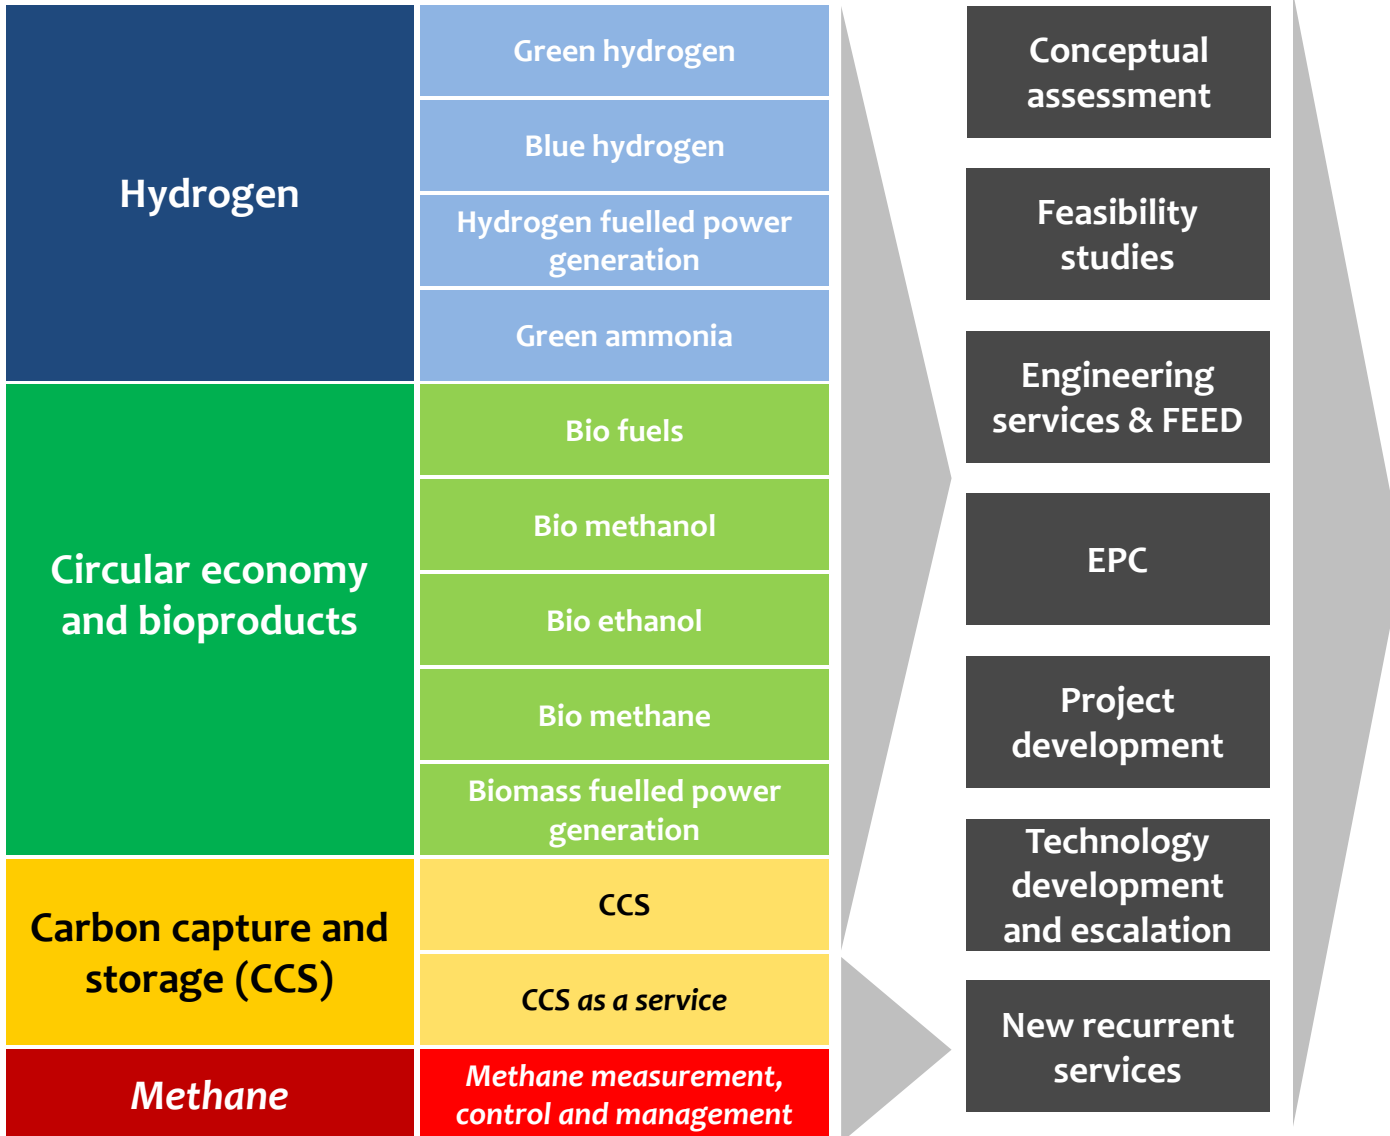 Hydrogen
Green hydrogen
Blue hydrogen
Hydrogen fuelled power
generation
Green ammonia
Circular economy
and bioproducts
Bio fuels
Bio methanol
Bio ethanol
Bio methane
Biomass fuelled power
generation
Carbon capture and
storage (CCS)
CCS
CCS as a service
Methane
Methane measurement,
control and management
Conceptual
assessment
Feasibility
studies
Engineering
services & FEED
EPC
Project
development
Technology
development
and escalation
New recurrent
services